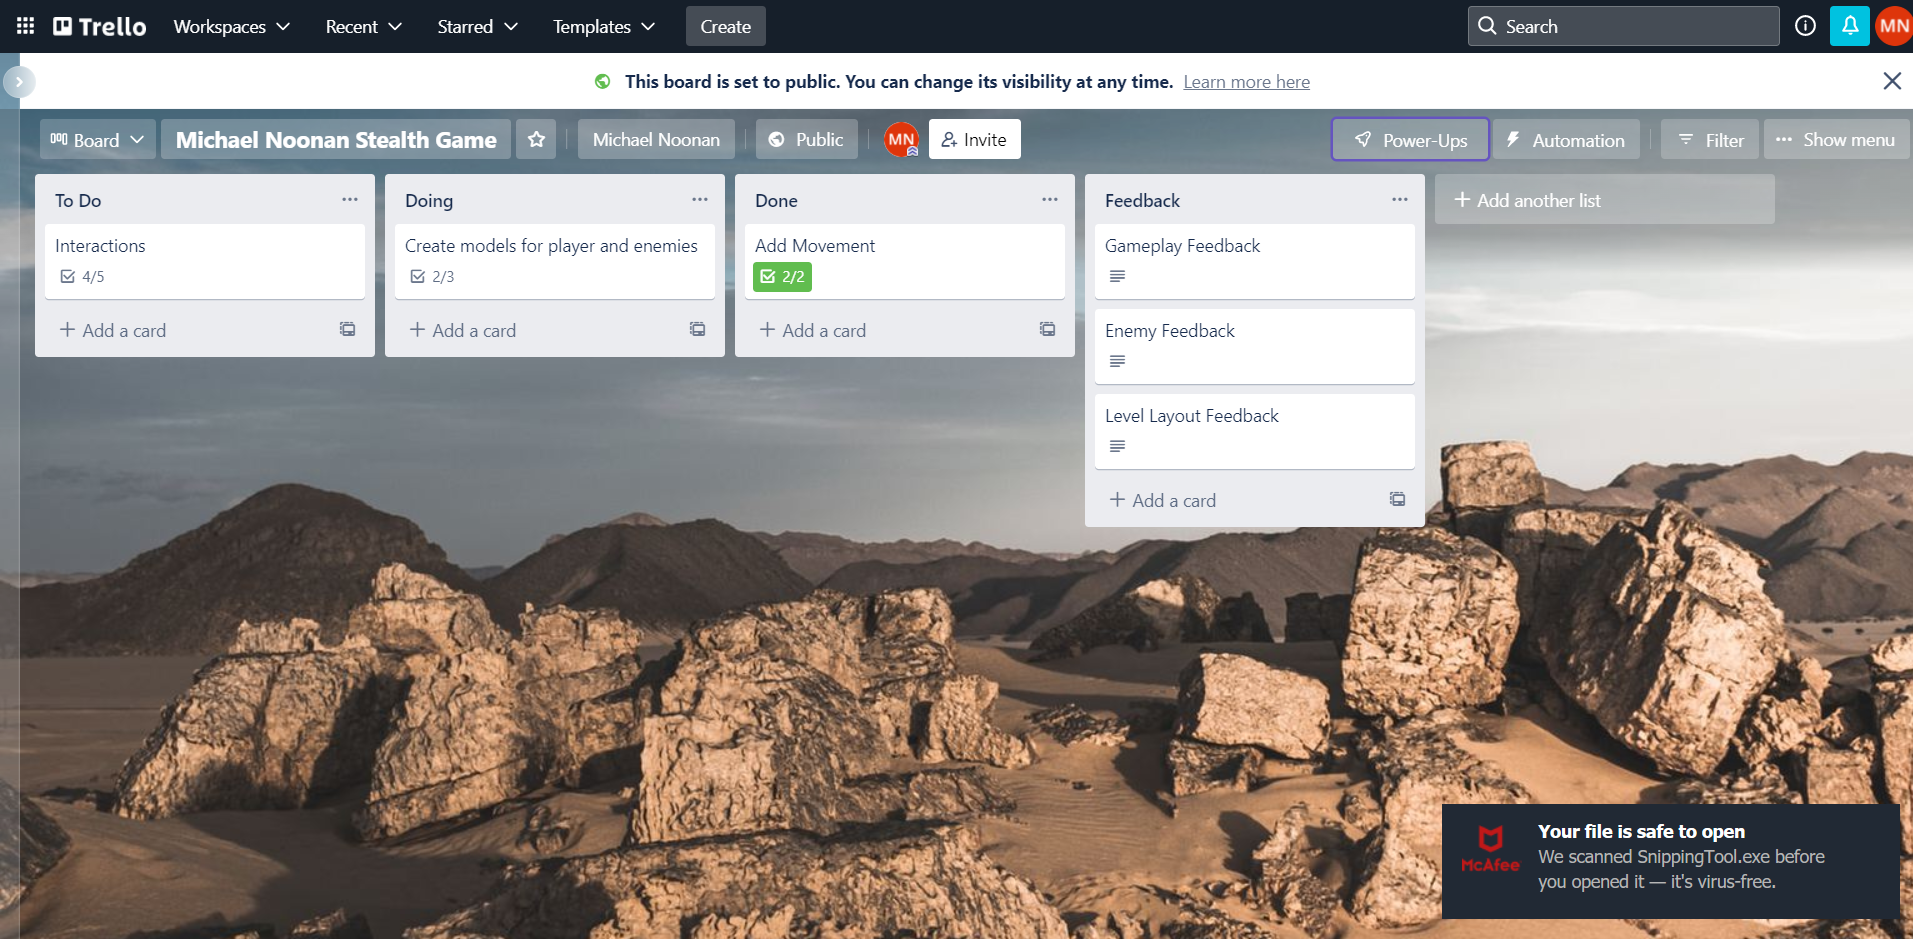 Trello Workspaces Recent Starred Templates Create Search MN
This board is set to public. You can change its visibility at any time. Learn more here
Board Michael Noonan Stealth Game Michael Noonan Public MN Invite Power-Ups Automation Filter Show menu
To Do
Interactions
4/5
Add a card
Doing
Create models for player and enemies
2/3
Add a card
Done
Add Movement
2/2
Add a card
Feedback
Gameplay Feedback
Enemy Feedback
Level Layout Feedback
Add a card
Add another list
McAfee
Your file is safe to open
We scanned SnippingTool.exe before
you opened it — it's virus-free.